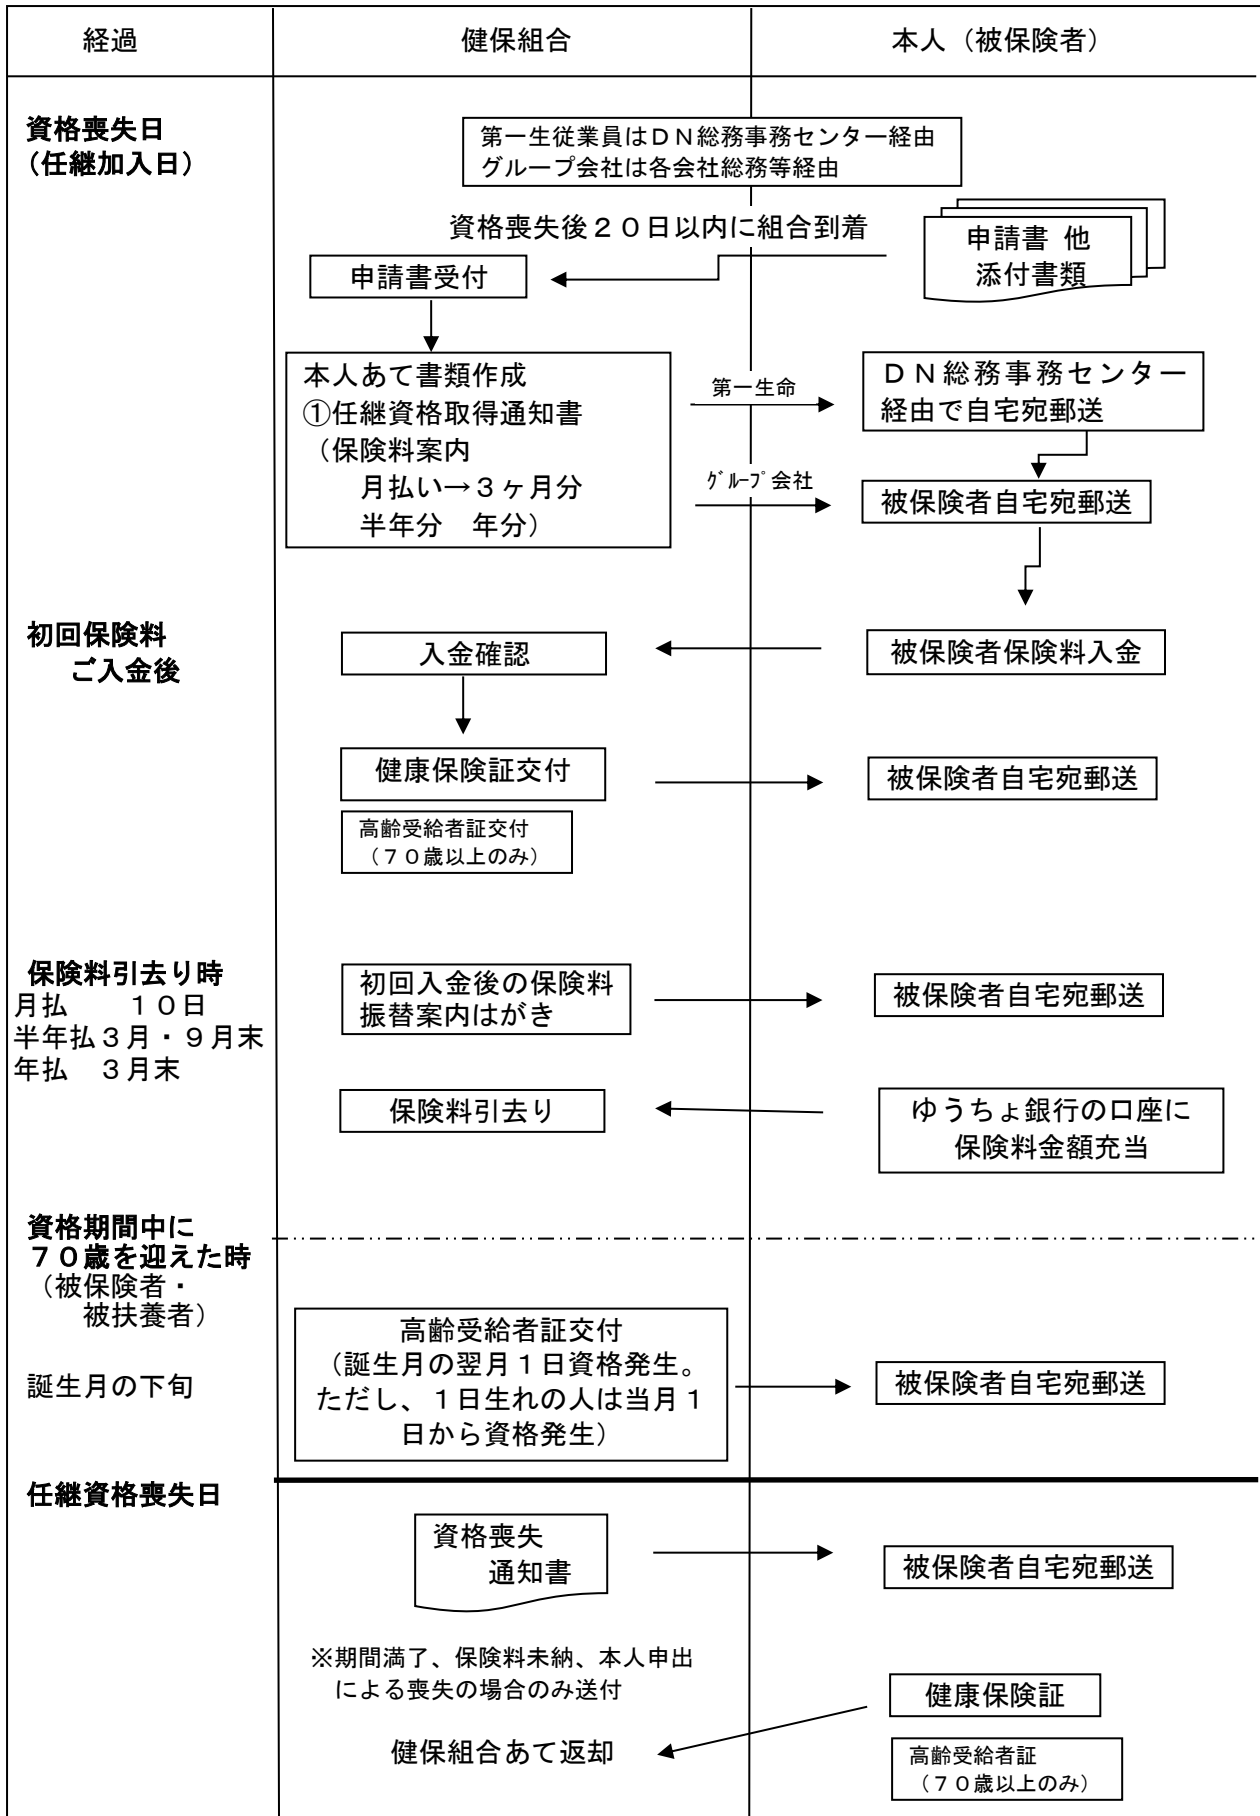 経過
健保組合
本人（被保険者）
資格喪失日
（任継加入日）
第一生従業員はＤＮ総務事務センター経由
グループ会社は各会社総務等経由
資格喪失後２０日以内に組合到着
申請書 他
添付書類
申請書受付
本人あて書類作成
①任継資格取得通知書
（保険料案内
月払い→３ヶ月分
半年分　年分）
第一生命
ＤＮ総務事務センター
経由で自宅宛郵送
ｸﾞﾙｰﾌﾟ会社
被保険者自宅宛郵送
初回保険料
ご入金後
入金確認
被保険者保険料入金
健康保険証交付
被保険者自宅宛郵送
高齢受給者証交付
（７０歳以上のみ）
保険料引去り時
月払　　１０日
半年払３月・９月末
年払　３月末
初回入金後の保険料
振替案内はがき
被保険者自宅宛郵送
保険料引去り
ゆうちょ銀行の口座に
保険料金額充当
資格期間中に
７０歳を迎えた時
（被保険者・
被扶養者）
誕生月の下旬
高齢受給者証交付
（誕生月の翌月１日資格発生。
ただし、１日生れの人は当月１
日から資格発生）
被保険者自宅宛郵送
任継資格喪失日
資格喪失
通知書
被保険者自宅宛郵送
※期間満了、保険料未納、本人申出
による喪失の場合のみ送付
健康保険証
健保組合あて返却
高齢受給者証
（７０歳以上のみ）